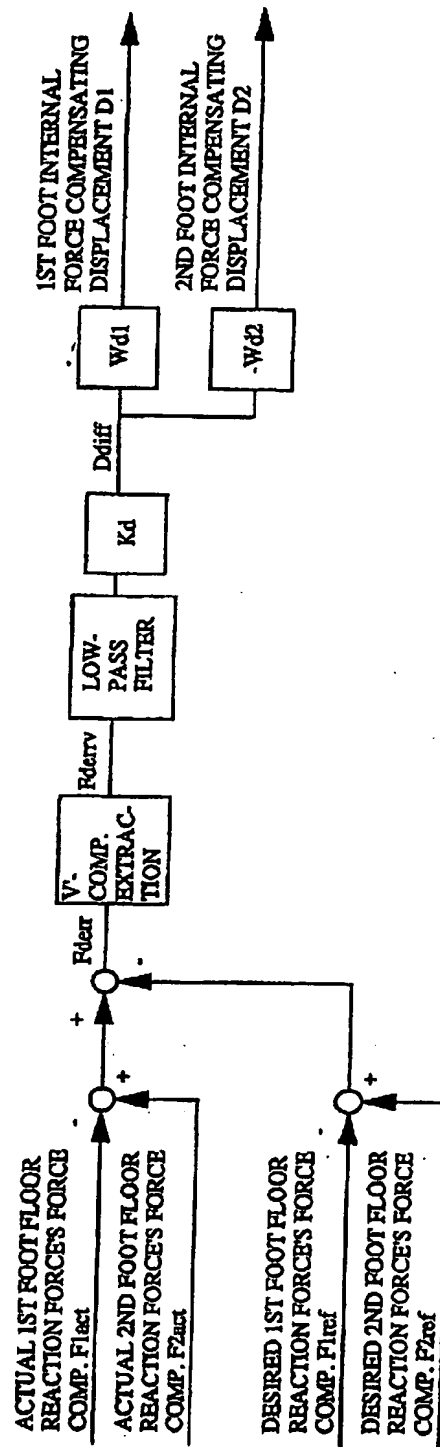 ACTUAL 1ST FOOT FLOOR
REACTION FORCE'S FORCE
COMP. F1act
ACTUAL 2ND FOOT FLOOR
REACTION FORCE'S FORCE
COMP. F2act
DESIRED 1ST FOOT FLOOR
REACTION FORCE'S FORCE
COMP. F1ref
DESIRED 2ND FOOT FLOOR
REACTION FORCE'S FORCE
COMP. F2ref
-
+
+
-
-
+
Fderr
V'-
COMP.
EXTRAC-
TION
Fderrv
LOW-
PASS
FILTER
Kd
Ddiff
Wd1
-Wd2
1ST FOOT INTERNAL
FORCE COMPENSATING
DISPLACEMENT D1
2ND FOOT INTERNAL
FORCE COMPENSATING
DISPLACEMENT D2